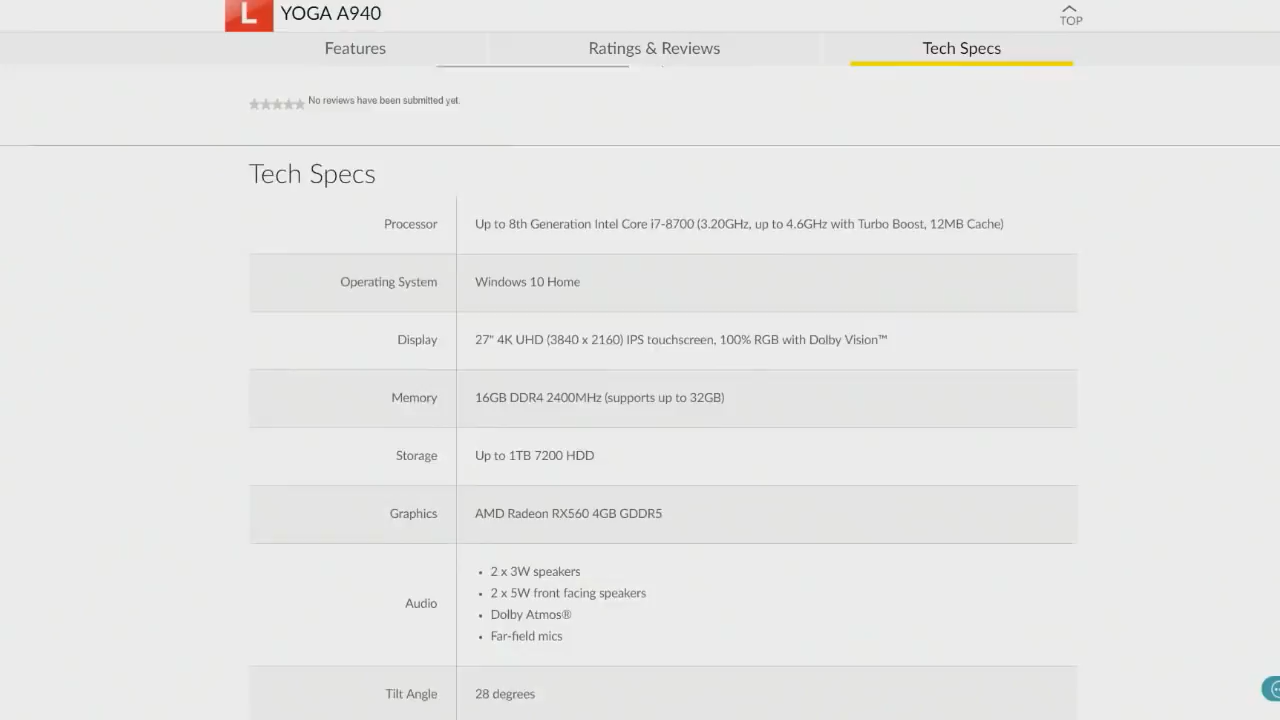 L YOGA A940
TOP
Features Ratings & Reviews Tech Specs
No reviews have been submitted yet.
Tech Specs
Processor Up to 8th Generation Intel Core i7-8700 (3.20GHz, up to 4.6GHz with Turbo Boost, 12MB Cache)
Operating System Windows 10 Home
Display 27" 4K UHD (3840 x 2160) IPS touchscreen, 100% RGB with Dolby Vision™
Memory 16GB DDR4 2400MHz (supports up to 32GB)
Storage Up to 1TB 7200 HDD
Graphics AMD Radeon RX560 4GB GDDR5
Audio
• 2 x 3W speakers
• 2 x 5W front facing speakers
• Dolby Atmos®
• Far-field mics
Tilt Angle 28 degrees